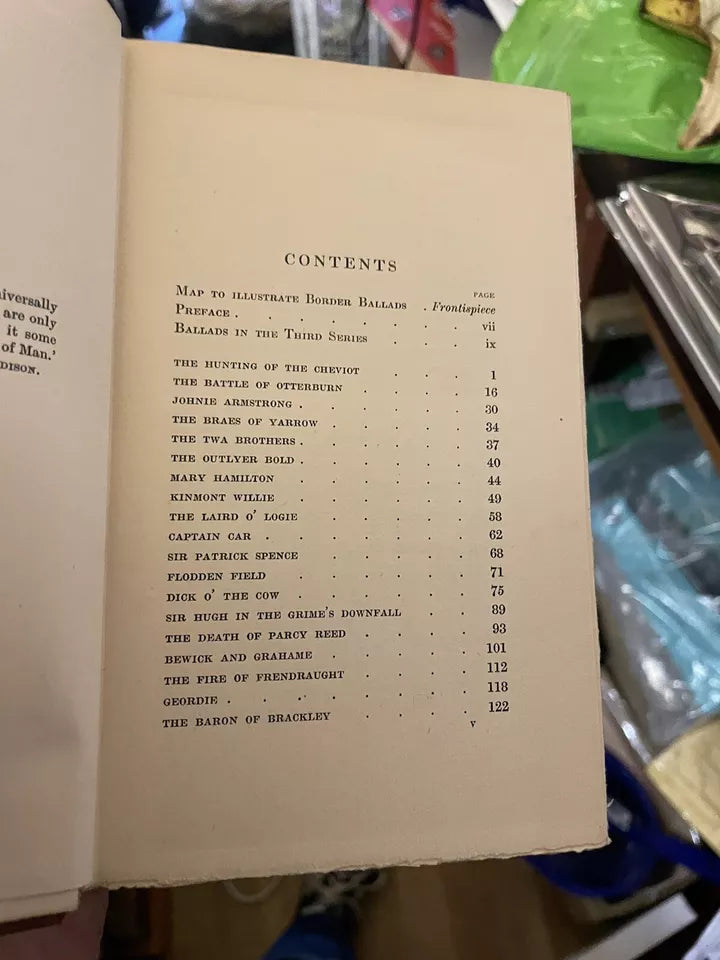 iversally
are only
it some
of Man.'
DISON.
CONTENTS
PAGE
MAP TO ILLUSTRATE BORDER BALLADS . Frontispiece
PREFACE . . . . . . . vii
BALLADS IN THE THIRD SERIES . . . ix
THE HUNTING OF THE CHEVIOT . . . 1
THE BATTLE OF OTTERBURN . . . . 16
JOHNIE ARMSTRONG . . . . . . 30
THE BRAES OF YARROW . . . . 34
THE TWA BROTHERS . . . . . . 37
THE OUTLYER BOLD . . . . . . 40
MARY HAMILTON . . . . . 44
KINMONT WILLIE . . . . . 49
THE LAIRD O' LOGIE . . . . . 58
CAPTAIN CAR . . . . . . 62
SIR PATRICK SPENCE . . . . . 68
FLODDEN FIELD . . . . . . 71
DICK O' THE COW . . . . . . 75
SIR HUGH IN THE GRIME'S DOWNFALL . . 89
THE DEATH OF PARCY REED . . . . 93
BEWICK AND GRAHAME . . . . . 101
THE FIRE OF FRENDRAUGHT . . . . 112
GEORDIE . . . . . . . 118
THE BARON OF BRACKLEY . . . . 122
v